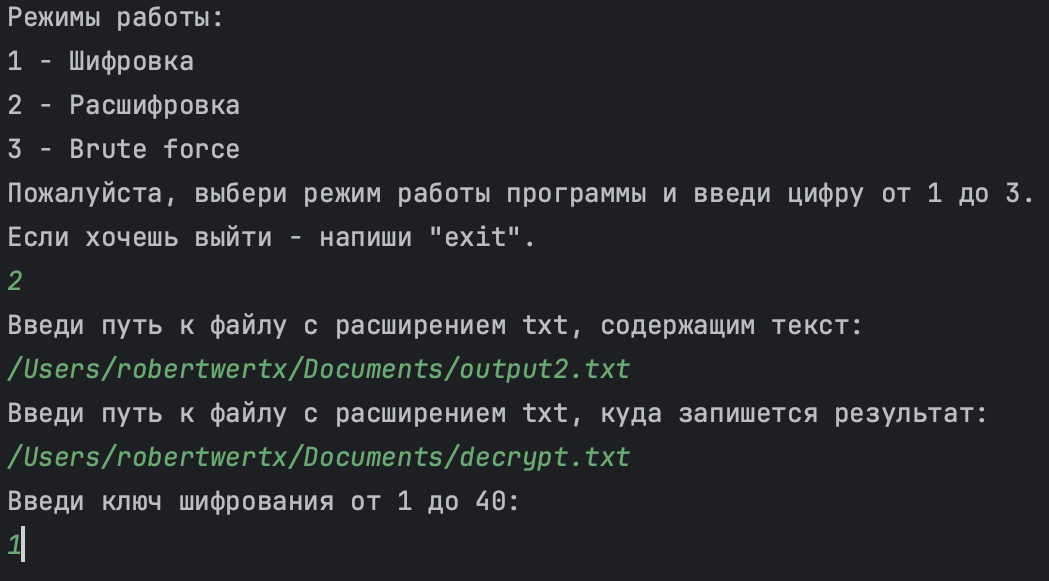 Режимы работы:
1 - Шифровка
2 - Расшифровка
3 - Brute force
Пожалуйста, выбери режим работы программы и введи цифру от 1 до 3.
Если хочешь выйти - напиши "exit".
2
Введи путь к файлу с расширением txt, содержащим текст:
/Users/robertwertx/Documents/output2.txt
Введи путь к файлу с расширением txt, куда запишется результат:
/Users/robertwertx/Documents/decrypt.txt
Введи ключ шифрования от 1 до 40:
1